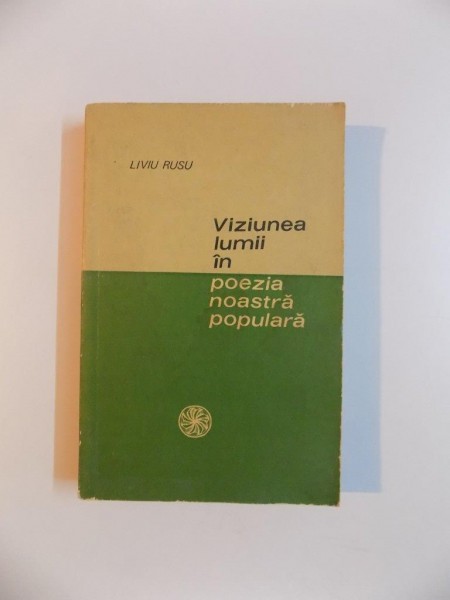 LIVIU RUSU
Viziunea
lumii
în
poezia
noastră
populară